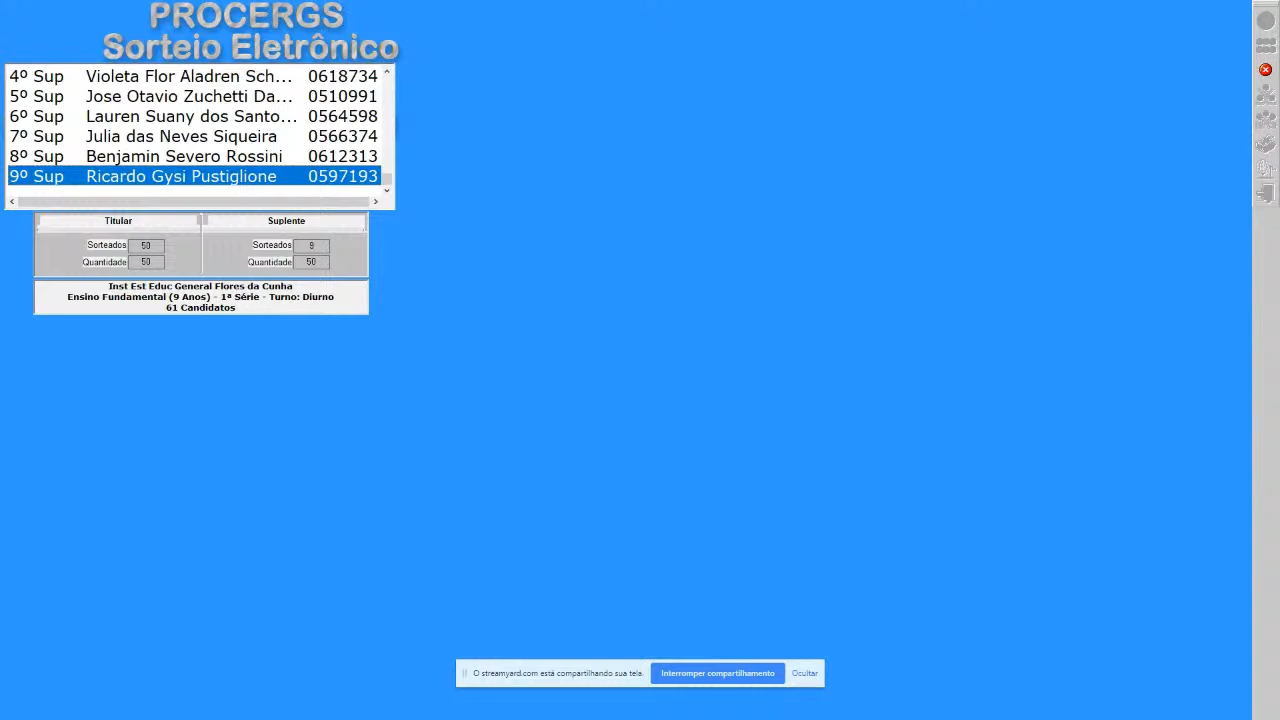 PROCERGS
Sorteio Eletrônico
4º Sup Violeta Flor Aladren Sch... 0618734
5º Sup Jose Otavio Zuchetti Da... 0510991
6º Sup Lauren Suany dos Santo... 0564598
7º Sup Julia das Neves Siqueira 0566374
8º Sup Benjamin Severo Rossini 0612313
9º Sup Ricardo Gysi Pustiglione 0597193
Titular Suplente
Sorteados 50 Sorteados 9
Quantidade 50 Quantidade 50
Inst Est Educ General Flores da Cunha
Ensino Fundamental (9 Anos) - 1ª Série - Turno: Diurno
61 Candidatos
O streamyard.com está compartilhando sua tela. Interromper compartilhamento Ocultar